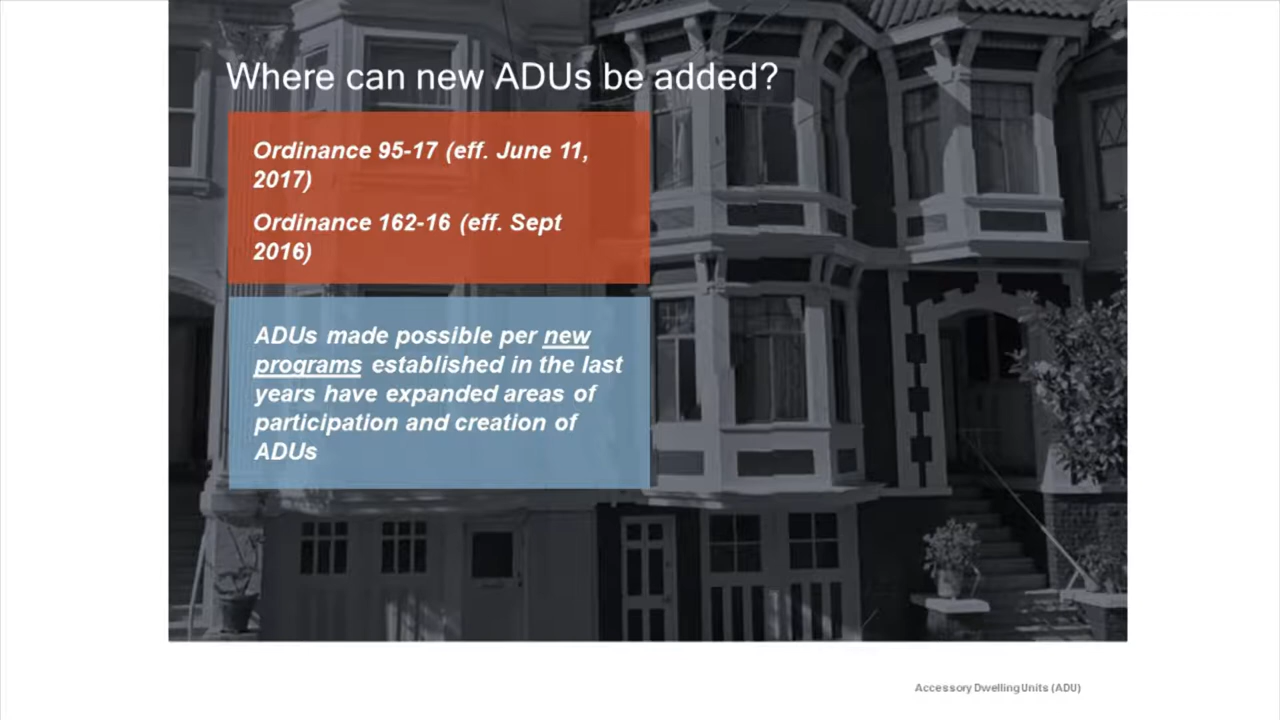 Where can new ADUs be added?
Ordinance 95-17 (eff. June 11,
2017)
Ordinance 162-16 (eff. Sept
2016)
ADUs made possible per new
programs established in the last
years have expanded areas of
participation and creation of
ADUs
Accessory Dwelling Units (ADU)